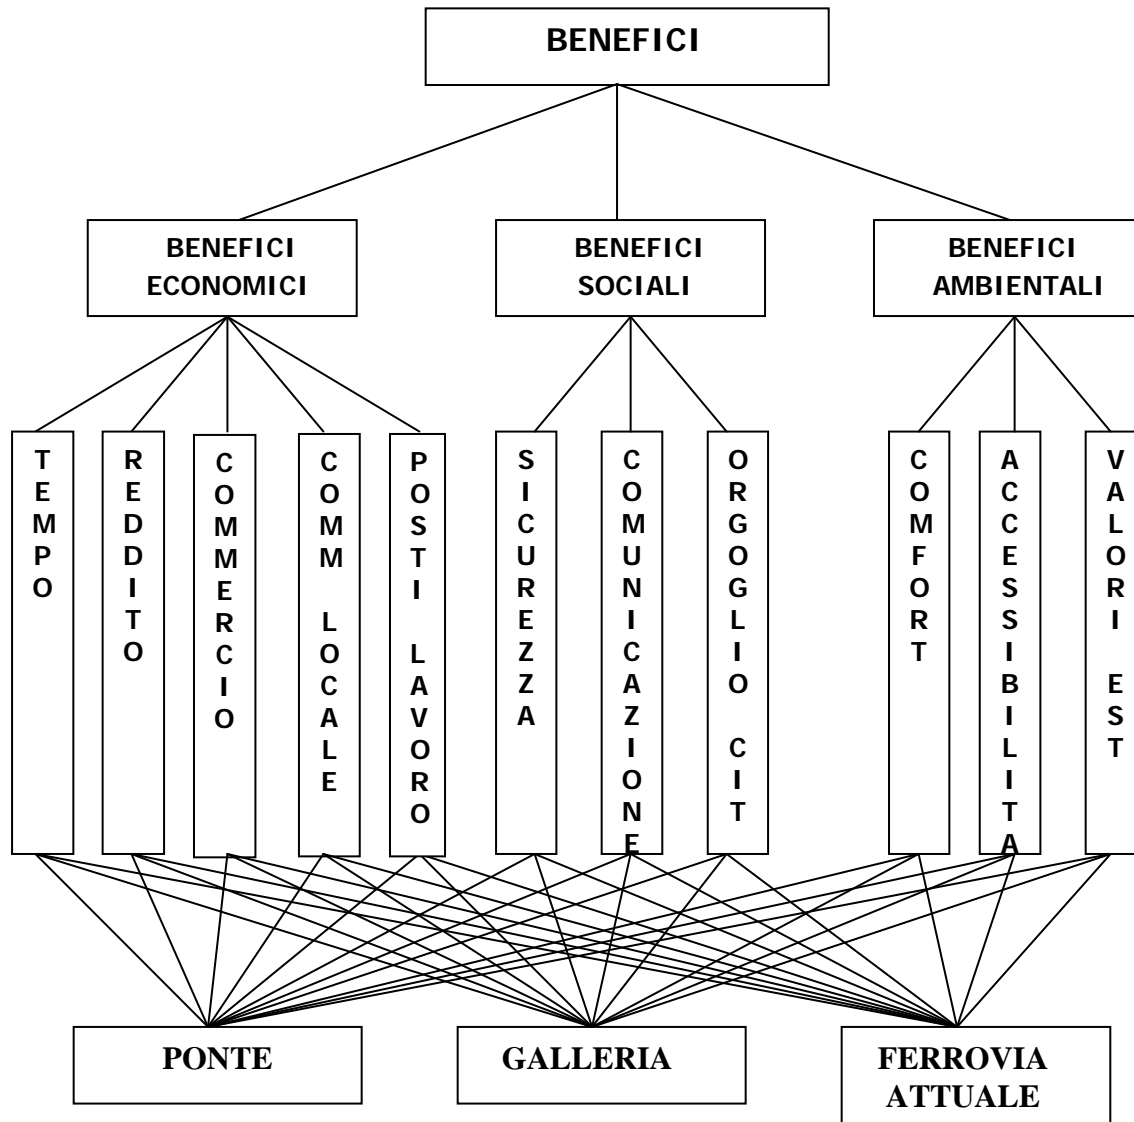 BENEFICI
BENEFICI
ECONOMICI
BENEFICI
SOCIALI
BENEFICI
AMBIENTALI
TEMPO
REDDITO
COMMERCIO
COMM LOCALE
POSTI LAVORO
SICUREZZA
COMUNICAZIONE
ORGOGLIO CIT
COMFORT
ACCESSIBILITA
VALORI EST
PONTE
GALLERIA
FERROVIA
ATTUALE